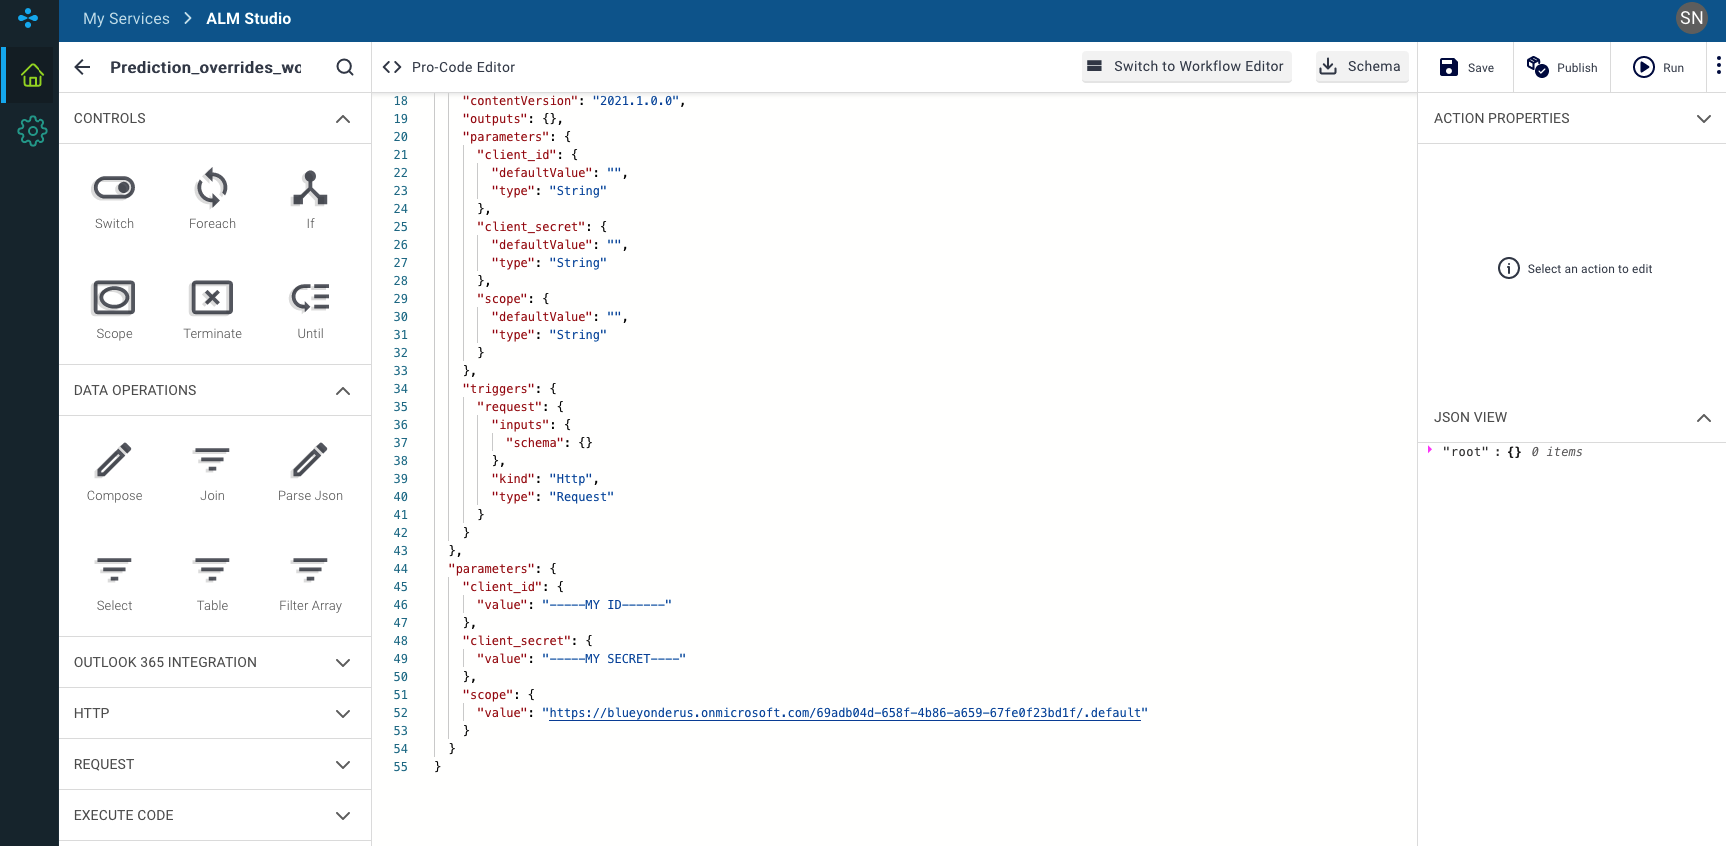 My Services > ALM Studio
SN
Prediction_overrides_wo
Pro-Code Editor
Switch to Workflow Editor
Schema
Save
Publish
Run
CONTROLS
Switch
Foreach
If
Scope
Terminate
Until
DATA OPERATIONS
Compose
Join
Parse Json
Select
Table
Filter Array
OUTLOOK 365 INTEGRATION
HTTP
REQUEST
EXECUTE CODE
18 "contentVersion": "2021.1.0.0",
19 "outputs": {},
20 "parameters": {
21 "client_id": {
22 "defaultValue": "",
23 "type": "String"
24 },
25 "client_secret": {
26 "defaultValue": "",
27 "type": "String"
28 },
29 "scope": {
30 "defaultValue": "",
31 "type": "String"
32 }
33 },
34 "triggers": {
35 "request": {
36 "inputs": {
37 "schema": {}
38 },
39 "kind": "Http",
40 "type": "Request"
41 }
42 }
43 },
44 "parameters": {
45 "client_id": {
46 "value": "-----MY ID------"
47 },
48 "client_secret": {
49 "value": "-----MY SECRET----"
50 },
51 "scope": {
52 "value": "https://blueyonderus.onmicrosoft.com/69adb04d-658f-4b86-a659-67fe0f23bd1f/.default"
53 }
54 }
55 }
ACTION PROPERTIES
Select an action to edit
JSON VIEW
"root" : {} 0 items